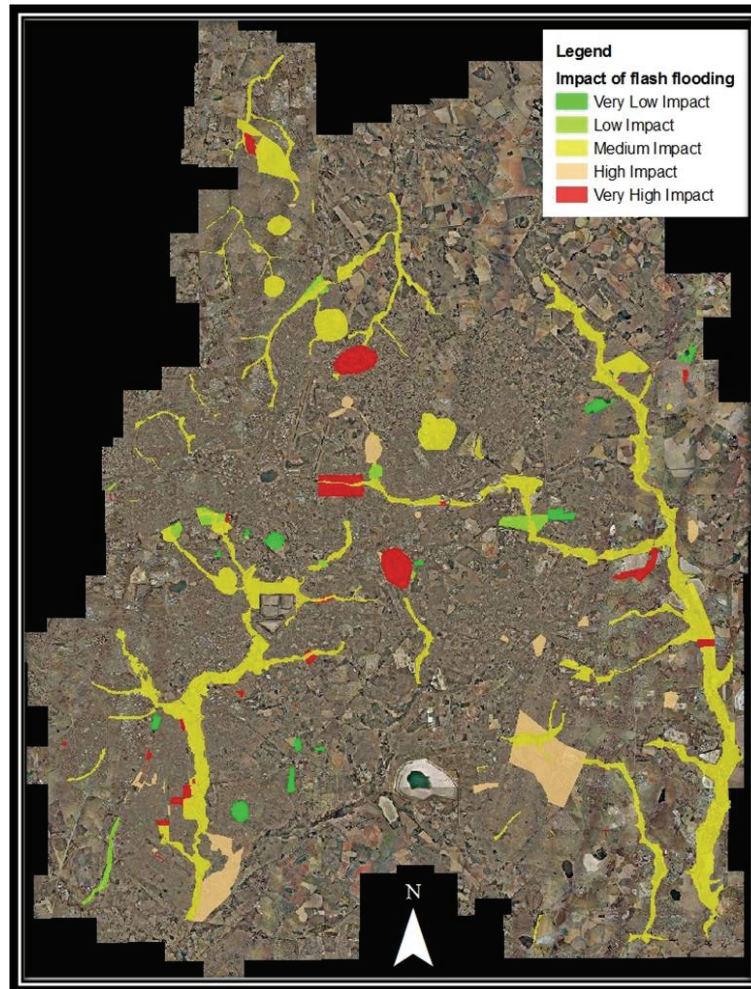 Legend
Impact of flash flooding
Very Low Impact
Low Impact
Medium Impact
High Impact
Very High Impact
N